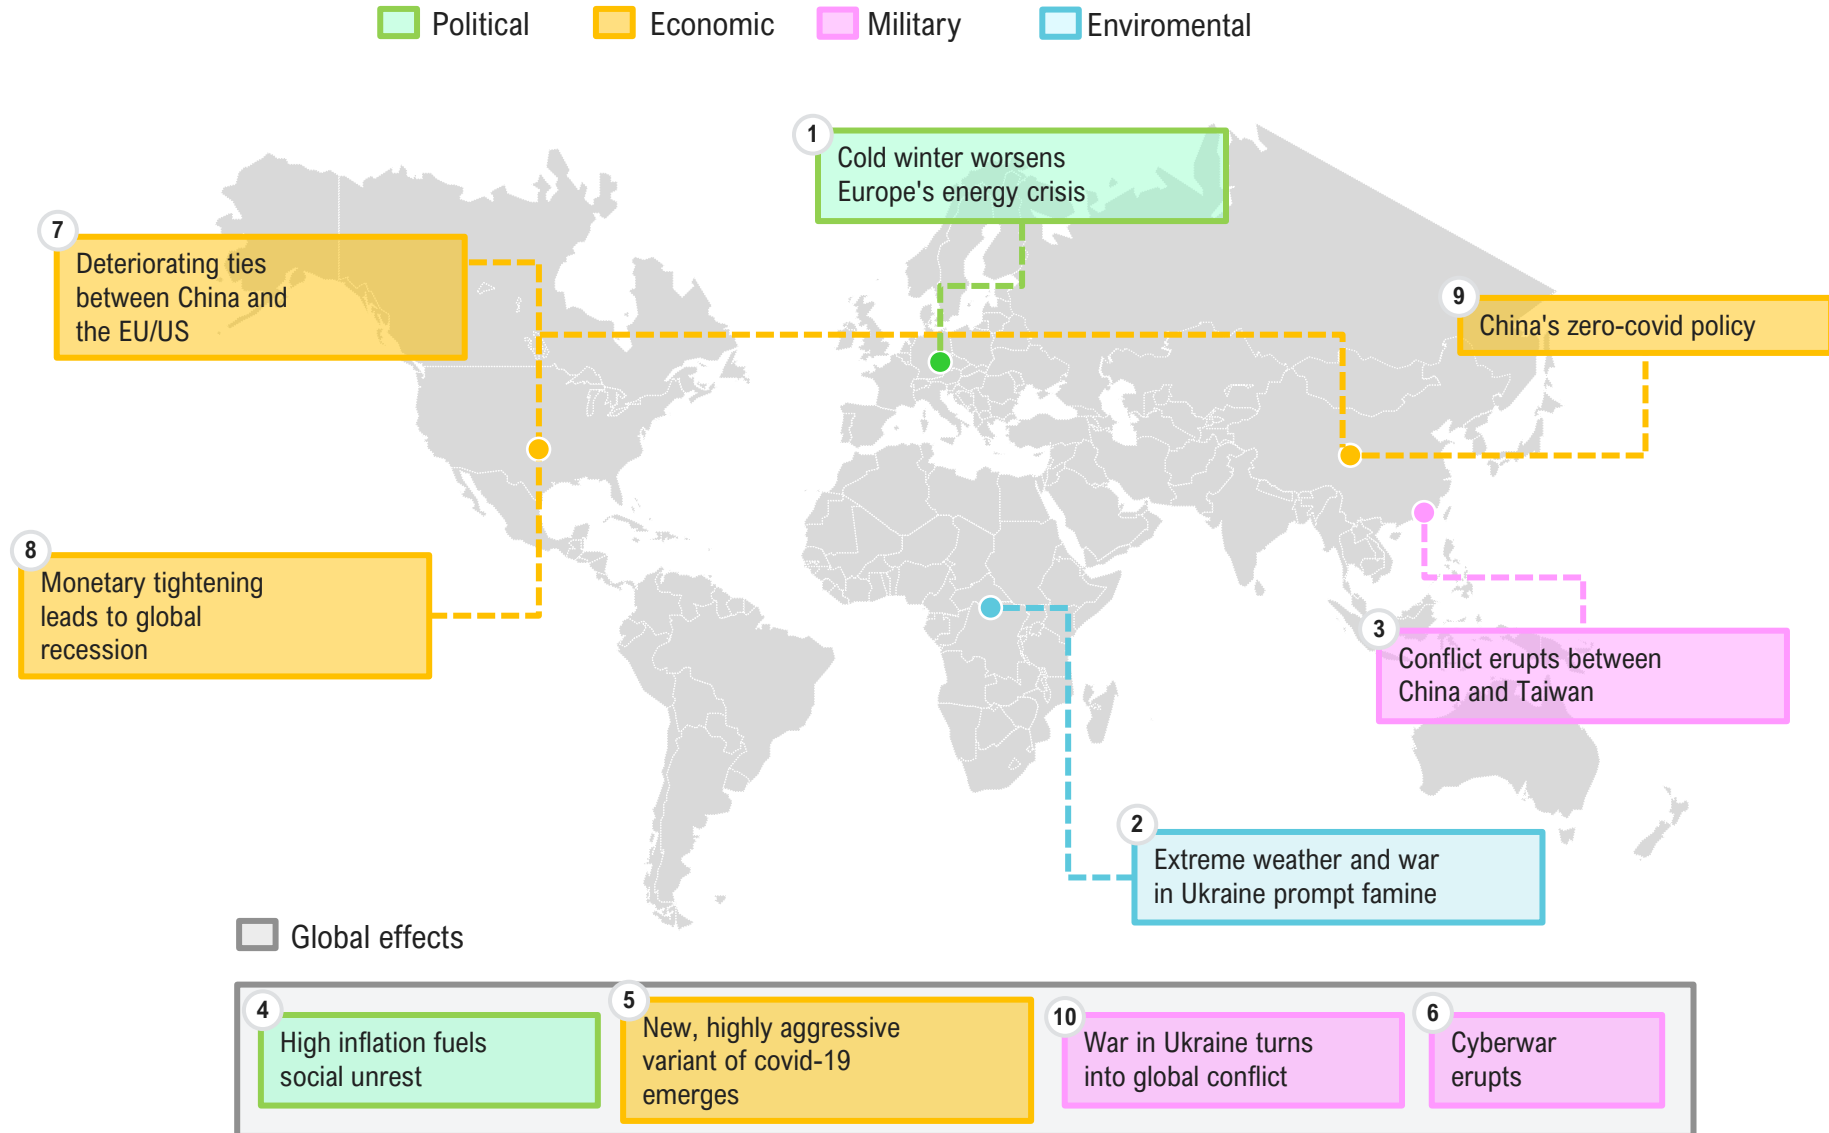 Political
Economic
Military
Enviromental
1
Cold winter worsens
Europe's energy crisis
7
Deteriorating ties
between China and
the EU/US
9
China's zero-covid policy
8
Monetary tightening
leads to global
recession
3
Conflict erupts between
China and Taiwan
2
Extreme weather and war
in Ukraine prompt famine
Global effects
4
High inflation fuels
social unrest
5
New, highly aggressive
variant of covid-19
emerges
10
War in Ukraine turns
into global conflict
6
Cyberwar
erupts